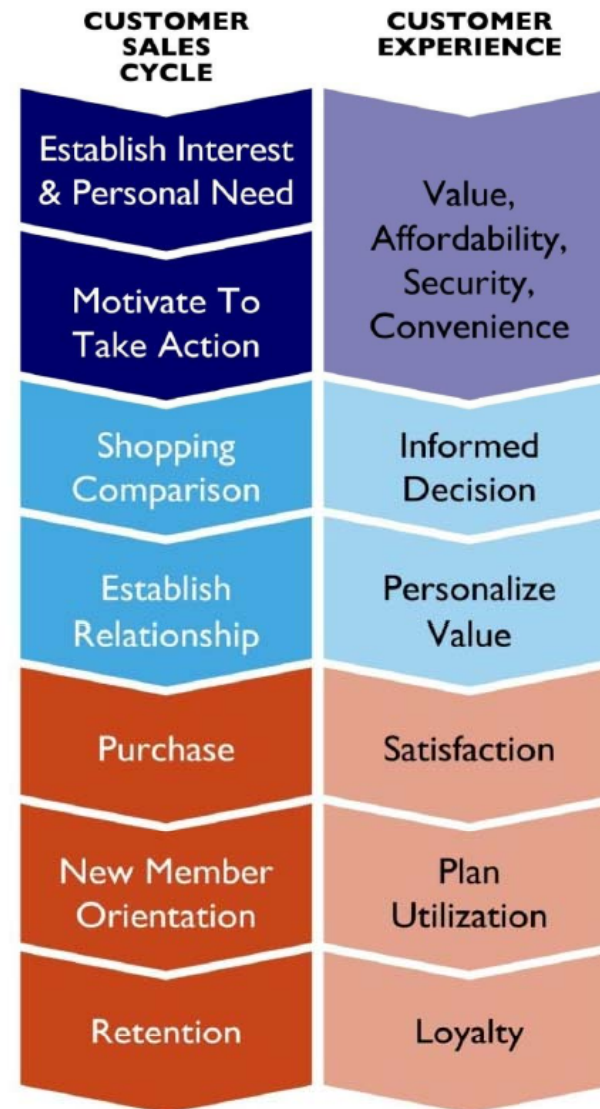 CUSTOMER
SALES
CYCLE
CUSTOMER
EXPERIENCE
Establish Interest
& Personal Need
Motivate To
Take Action
Value,
Affordability,
Security,
Convenience
Shopping
Comparison
Informed
Decision
Establish
Relationship
Personalize
Value
Purchase
Satisfaction
New Member
Orientation
Plan
Utilization
Retention
Loyalty